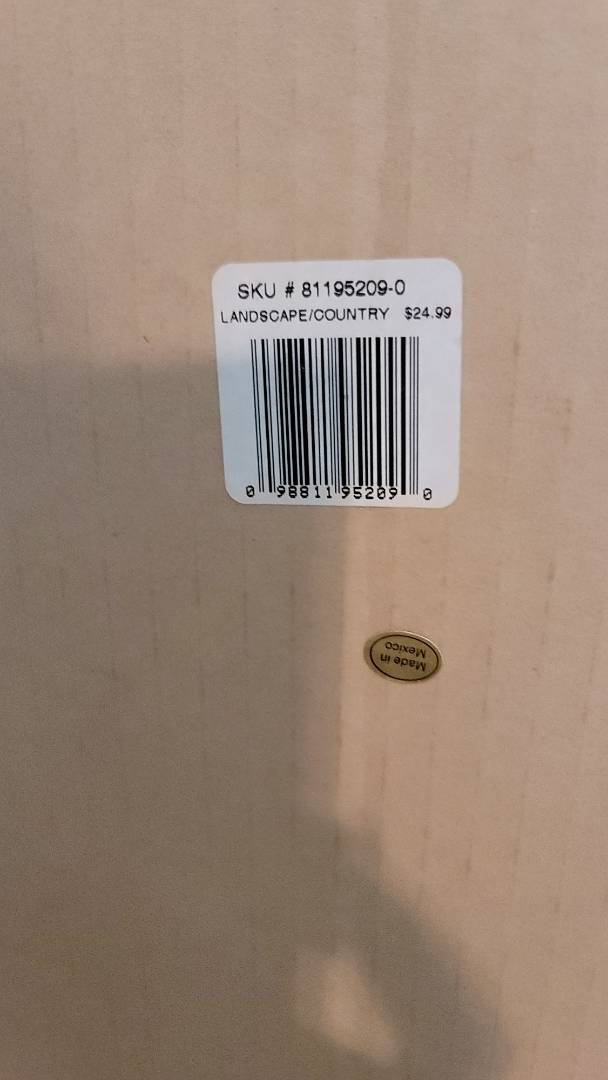 SKU # 81195209-0
LANDSCAPE/COUNTRY $24.99
0 98811 95209 0
Made in
Mexico